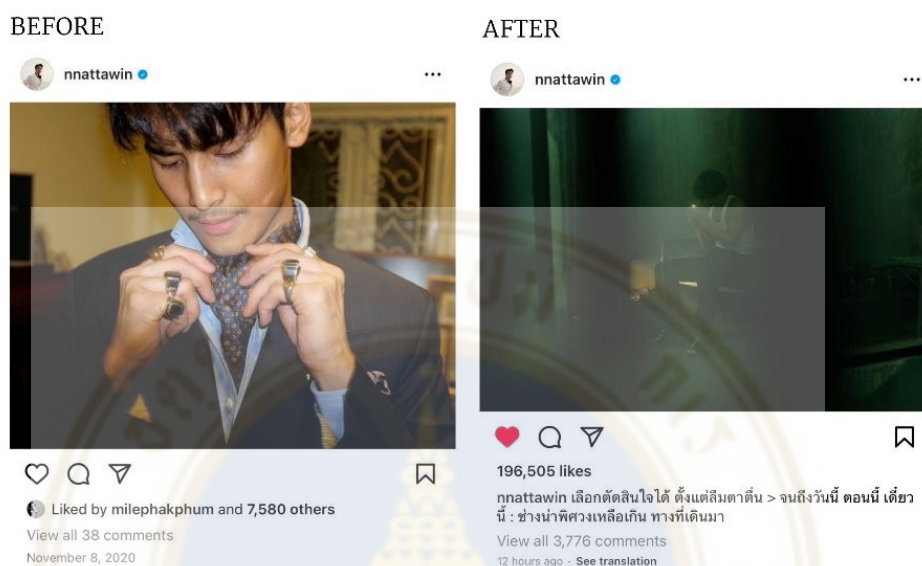 BEFORE
nnattawin
Liked by milephakphum and 7,580 others
View all 38 comments
November 8, 2020
AFTER
nnattawin
196,505 likes
nnattawin เลือกตัดสินใจได้ ตั้งแต่ลืมตาตื่น > จนถึงวันนี้ ตอนนี้ เดี๋ยว
นี้ : ช่างน่าพิศวงเหลือเกิน ทางที่เดินมา
View all 3,776 comments
12 hours ago · See translation